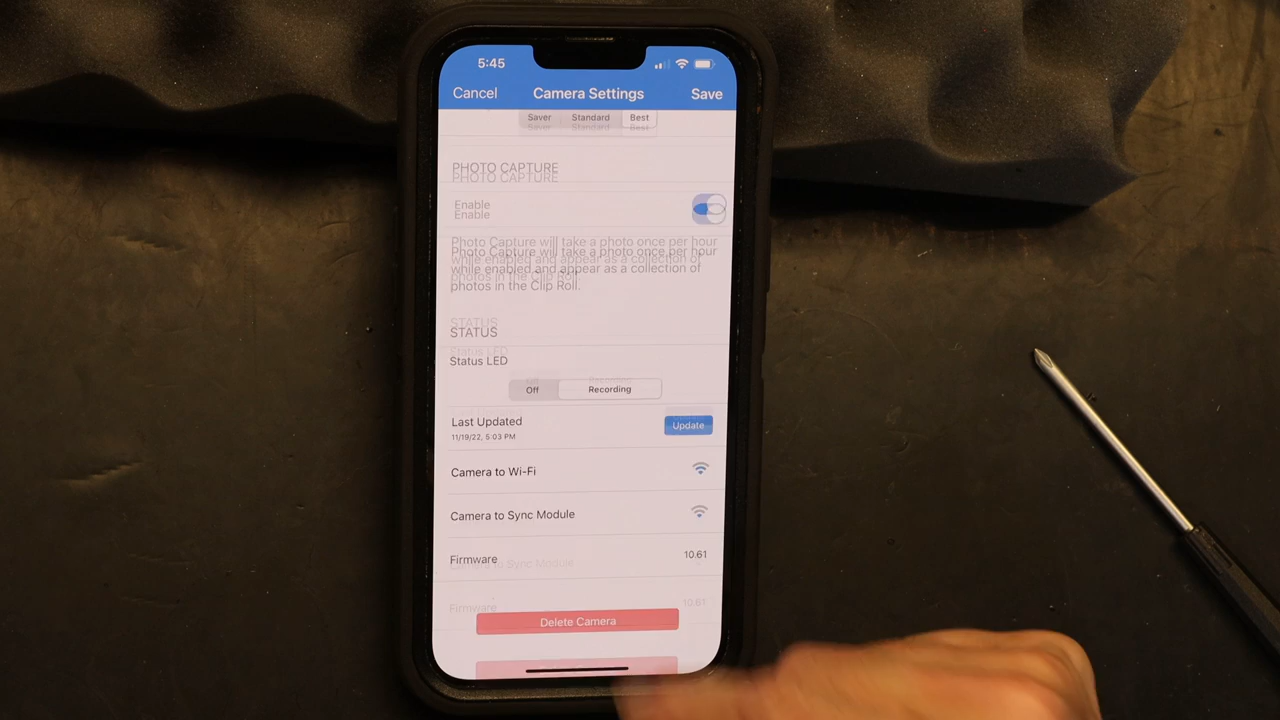 5:45
Cancel Camera Settings Save
Saver Standard Best
PHOTO CAPTURE
Enable
Photo Capture will take a photo once per hour
while enabled and appear as a collection of
photos in the Clip Roll.
STATUS
Status LED
Off Recording
Last Updated Update
11/19/22, 5:03 PM
Camera to Wi-Fi
Camera to Sync Module
Firmware 10.61
Delete Camera